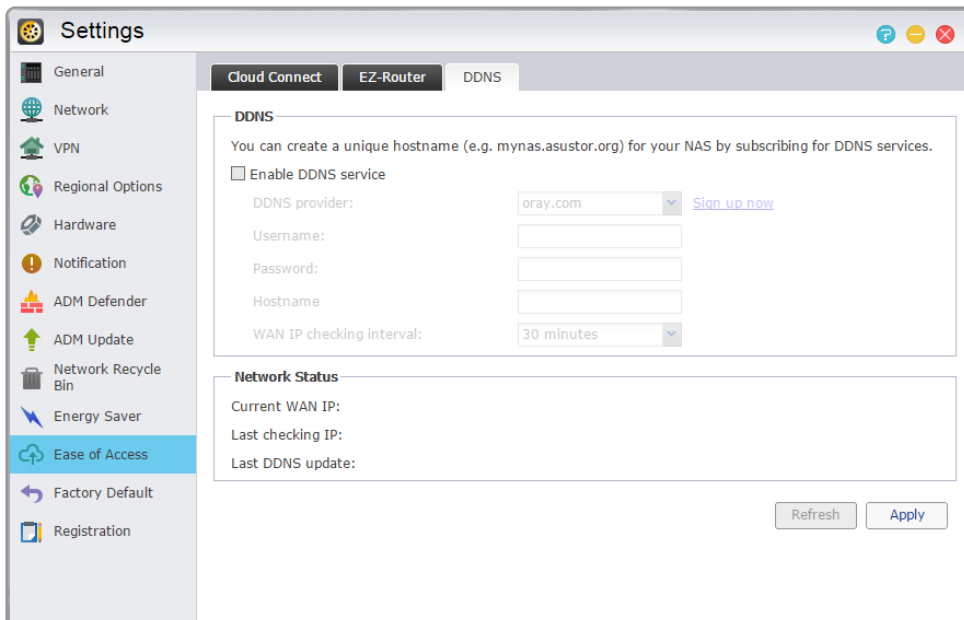 Settings
General
Network
VPN
Regional Options
Hardware
Notification
ADM Defender
ADM Update
Network Recycle
Bin
Energy Saver
Ease of Access
Factory Default
Registration
Cloud Connect
EZ-Router
DDNS
DDNS
You can create a unique hostname (e.g. mynas.asustor.org) for your NAS by subscribing for DDNS services.
Enable DDNS service
DDNS provider: oray.com Sign up now
Username:
Password:
Hostname
WAN IP checking interval: 30 minutes
Network Status
Current WAN IP:
Last checking IP:
Last DDNS update:
Refresh Apply